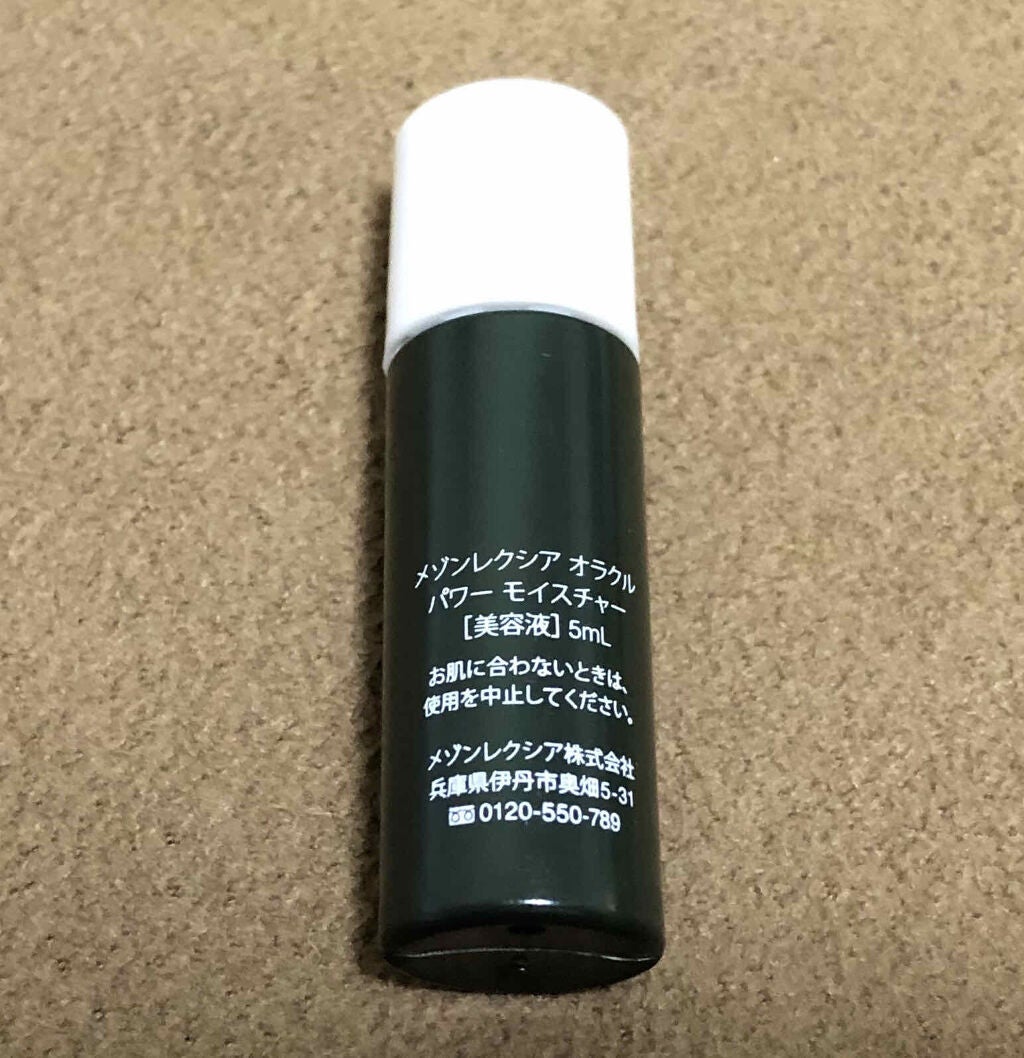 メゾンレクシア オラクル
パワー モイスチャー
[美容液] 5mL
お肌に合わないときは、
使用を中止してください。
メゾンレクシア株式会社
兵庫県伊丹市奥畑5-31
0120-550-789